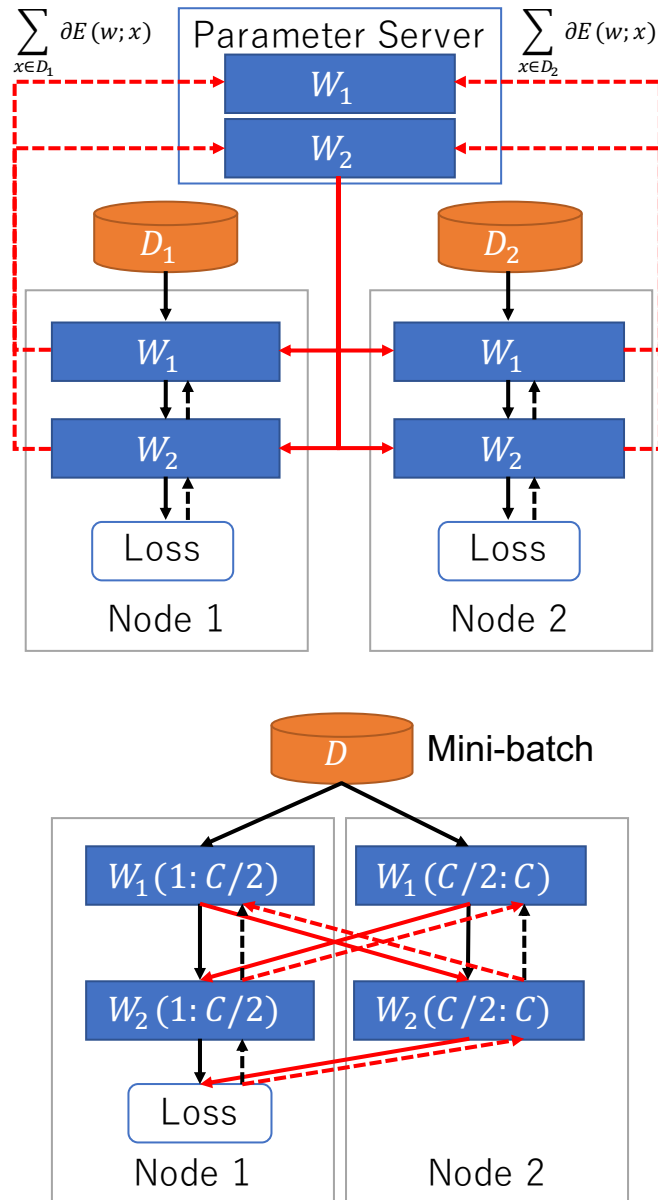 ∑ ∂E(w; x)
x∈D₁
Parameter Server
∑ ∂E(w; x)
x∈D₂
W₁
W₂
D₁
D₂
W₁
W₁
W₂
W₂
Loss
Loss
Node 1
Node 2
D
Mini-batch
W₁(1: C/2)
W₁(C/2: C)
W₂(1: C/2)
W₂(C/2: C)
Loss
Node 1
Node 2